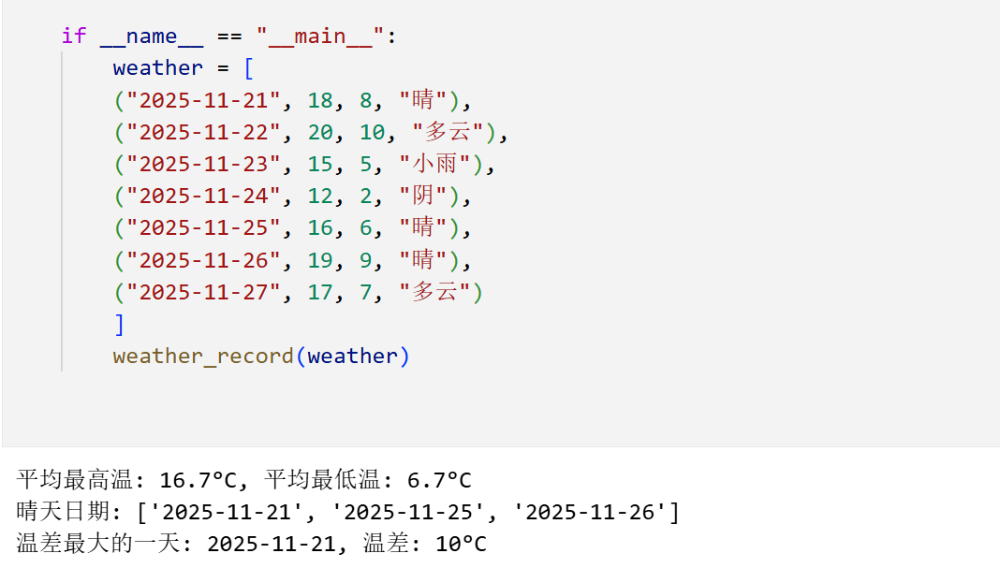 if __name__ == "__main__":
    weather = [
    ("2025-11-21", 18, 8, "晴"),
    ("2025-11-22", 20, 10, "多云"),
    ("2025-11-23", 15, 5, "小雨"),
    ("2025-11-24", 12, 2, "阴"),
    ("2025-11-25", 16, 6, "晴"),
    ("2025-11-26", 19, 9, "晴"),
    ("2025-11-27", 17, 7, "多云")
    ]
    weather_record(weather)
平均最高温: 16.7°C, 平均最低温: 6.7°C
晴天日期: ['2025-11-21', '2025-11-25', '2025-11-26']
温差最大的一天: 2025-11-21, 温差: 10°C